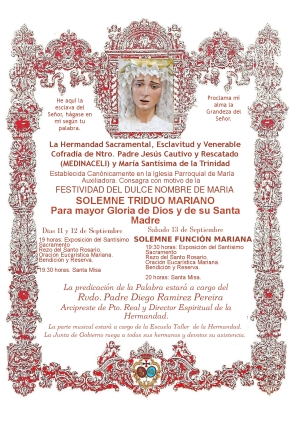 He aquí la
esclava del
Señor, hágase en
mi según tu
palabra.
Proclama mi
alma la
Grandeza del
Señor.
La Hermandad Sacramental, Esclavitud y Venerable
Cofradía de Ntro. Padre Jesús Cautivo y Rescatado
(MEDINACELI) y María Santísima de la Trinidad
Establecida Canónicamente en la Iglesia Parroquial de María
Auxiliadora. Consagra con motivo de la
FESTIVIDAD DEL DULCE NOMBRE DE MARIA
SOLEMNE TRIDUO MARIANO
Para mayor Gloria de Dios y de su Santa
Madre
Dias 11 y 12 de Septiembre
19 horas: Exposición del Santisimo
Sacramento
Rezo del Santo Rosario.
Oración Eucarística Mariana.
Bendición y Reserva.
19:30 horas. Santa Misa
Sabado 13 de Septiembre
SOLEMNE FUNCIÓN MARIANA
19:30 horas: Exposición del Santisimo
Sacramento
Rezo del Santo Rosario.
Oración Eucarística Mariana.
Bendición y Reserva.
20 horas: Santa Misa.
La predicación de la Palabra estará a cargo del
Rvdo. Padre Diego Ramirez Pereira
Arcipreste de Pto. Real y Director Espiritual de la
Hermandad.
La parte musical estará a cargo de la Escuela Taller de la Hermandad.
La Junta de Gobierno ruega a todos sus hermanos y devotos su asistencia.